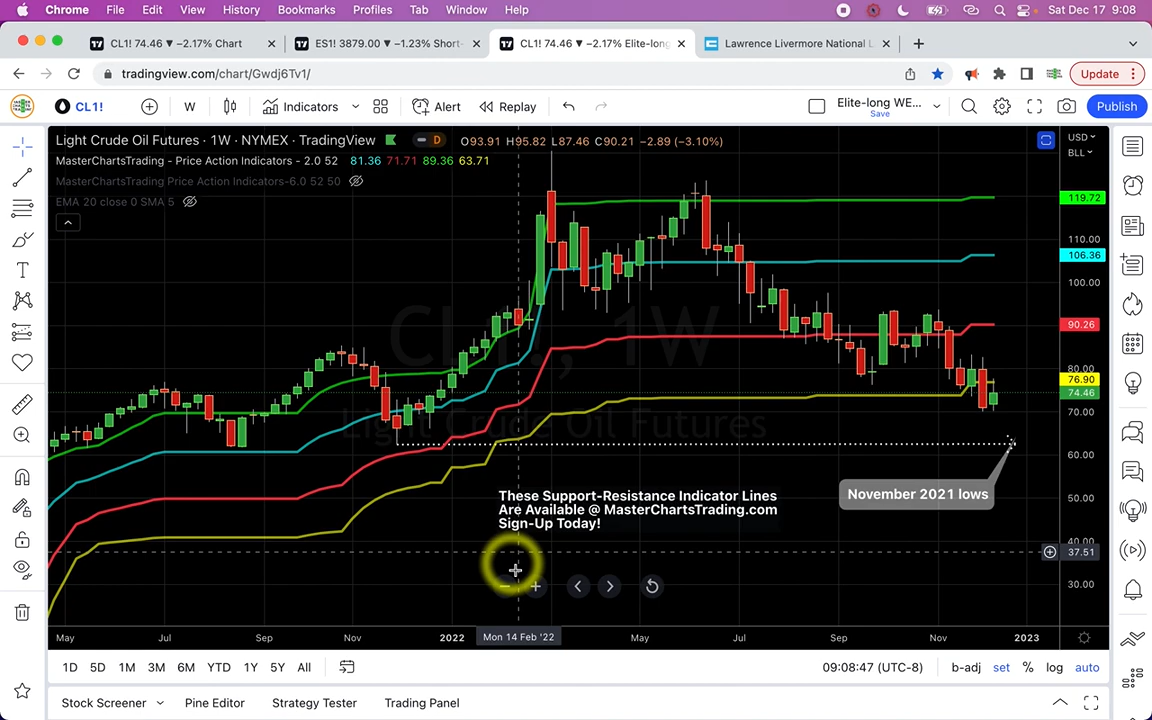 Chrome File Edit View History Bookmarks Profiles Tab Window Help Sat Dec 17 9:08
CL1! 74.46 ▼ −2.17% Chart
ES1! 3879.00 ▼ −1.23% Short-
CL1! 74.46 ▼ −2.17% Elite-long
Lawrence Livermore National L
tradingview.com/chart/Gwdj6Tv1/
Update
CL1! W Indicators Alert Replay Elite-long WE... Save Publish
Light Crude Oil Futures · 1W · NYMEX · TradingView D O93.91 H95.82 L87.46 C90.21 −2.89 (−3.10%)
MasterChartsTrading - Price Action Indicators - 2.0 52 81.36 71.71 89.36 63.71
MasterChartsTrading Price Action Indicators-6.0 52 50
EMA 20 close 0 SMA 5
USD
BLL
119.72
110.00
106.36
100.00
90.26
80.00
76.90
74.46
70.00
60.00
50.00
40.00
37.51
30.00
CL1!, 1W
Light Crude Oil Futures
November 2021 lows
These Support-Resistance Indicator Lines
Are Available @ MasterChartsTrading.com
Sign-Up Today!
May Jul Sep Nov 2022 Mon 14 Feb '22 May Jul Sep Nov 2023
1D 5D 1M 3M 6M YTD 1Y 5Y All 09:08:47 (UTC-8) b-adj set % log auto
Stock Screener Pine Editor Strategy Tester Trading Panel